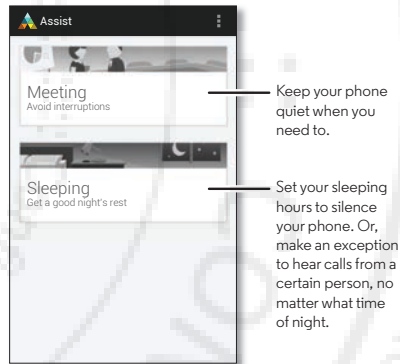 Assist
Meeting
Avoid interruptions
Keep your phone
quiet when you
need to.
Sleeping
Get a good night's rest
Set your sleeping
hours to silence
your phone. Or,
make an exception
to hear calls from a
certain person, no
matter what time
of night.